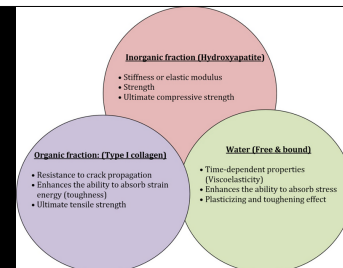 Inorganic fraction (Hydroxyapatite)
• Stiffness or elastic modulus
• Strength
• Ultimate compressive strength
Organic fraction: (Type I collagen)
• Resistance to crack propagation
• Enhances the ability to absorb strain
energy (toughness)
• Ultimate tensile strength
Water (Free & bound)
• Time-dependent properties
(Viscoelasticity)
• Enhances the ability to absorb stress
• Plasticizing and toughening effect